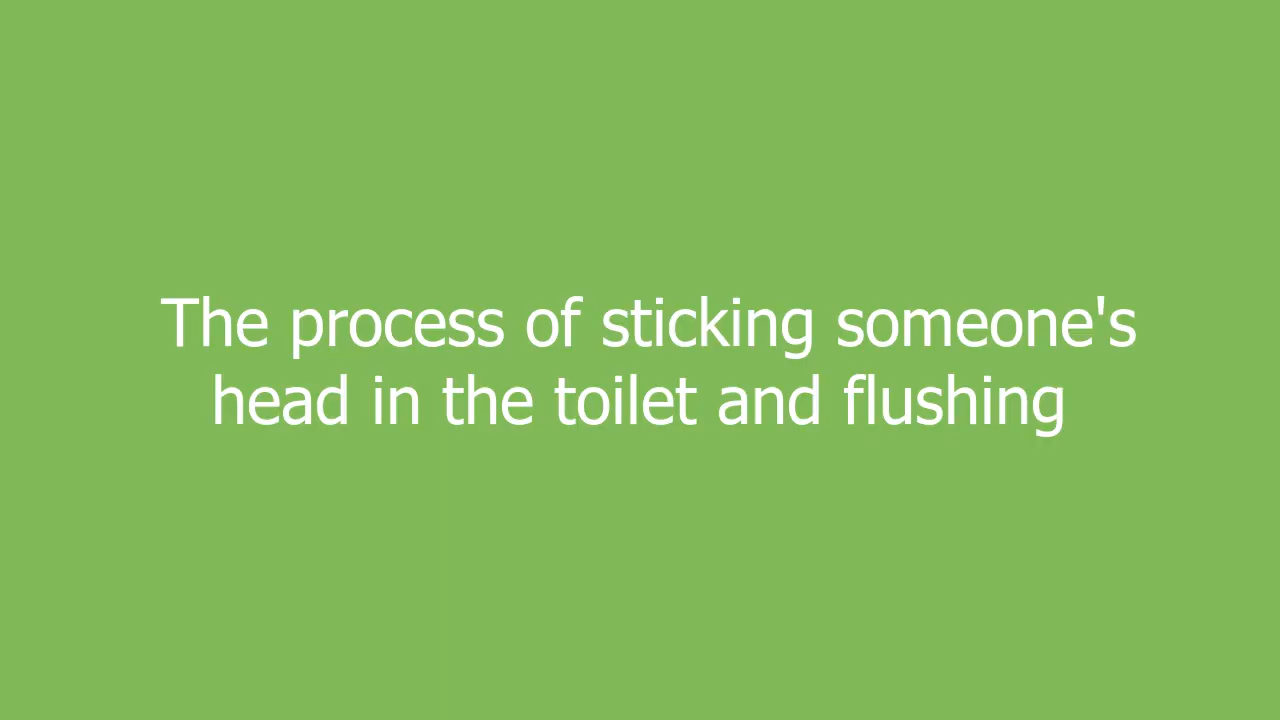 The process of sticking someone's
head in the toilet and flushing